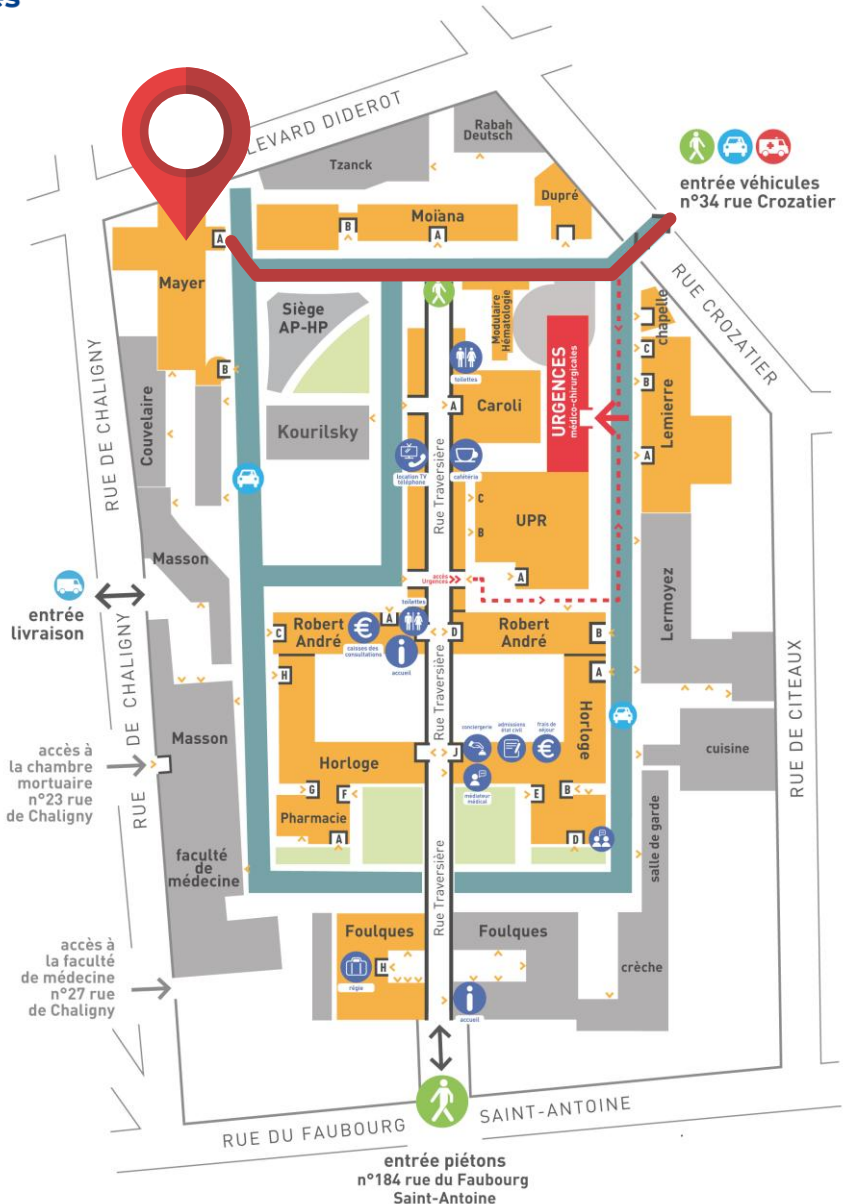 es
BOULEVARD DIDEROT
Rabah
Deutsch
Tzanck
Dupré
entrée véhicules
n°34 rue Crozatier
B
Moïana
A
A
Mayer
RUE CROZATIER
Siège
AP-HP
Modulaire
Hématologie
chapelle
toilettes
C
B
B
RUE DE CHALIGNY
Couvelaire
A
Caroli
URGENCES
médico-chirurgicales
Lemierre
Kourilsky
location TV
téléphone
cafétéria
Rue Traversière
A
C
UPR
B
Masson
accès
Urgences
A
entrée
livraison
toilettes
Lermoyez
C
Robert
André
A
D
Robert
André
B
caisses des
consultations
accueil
H
A
RUE DE CHALIGNY
Rue Traversière
Horloge
RUE DE CITEAUX
Masson
conciergerie
admissions
état civil
frais de
séjour
cuisine
accès à
la chambre
mortuaire
n°23 rue
de Chaligny
Horloge
J
médiateur
médical
G
F
E
B
Pharmacie
A
D
faculté
de
médecine
salle de garde
Rue Traversière
Foulques
Foulques
accès à
la faculté
de médecine
n°27 rue
de Chaligny
H
régie
crèche
accueil
RUE DU FAUBOURG SAINT-ANTOINE
entrée piétons
n°184 rue du Faubourg
Saint-Antoine